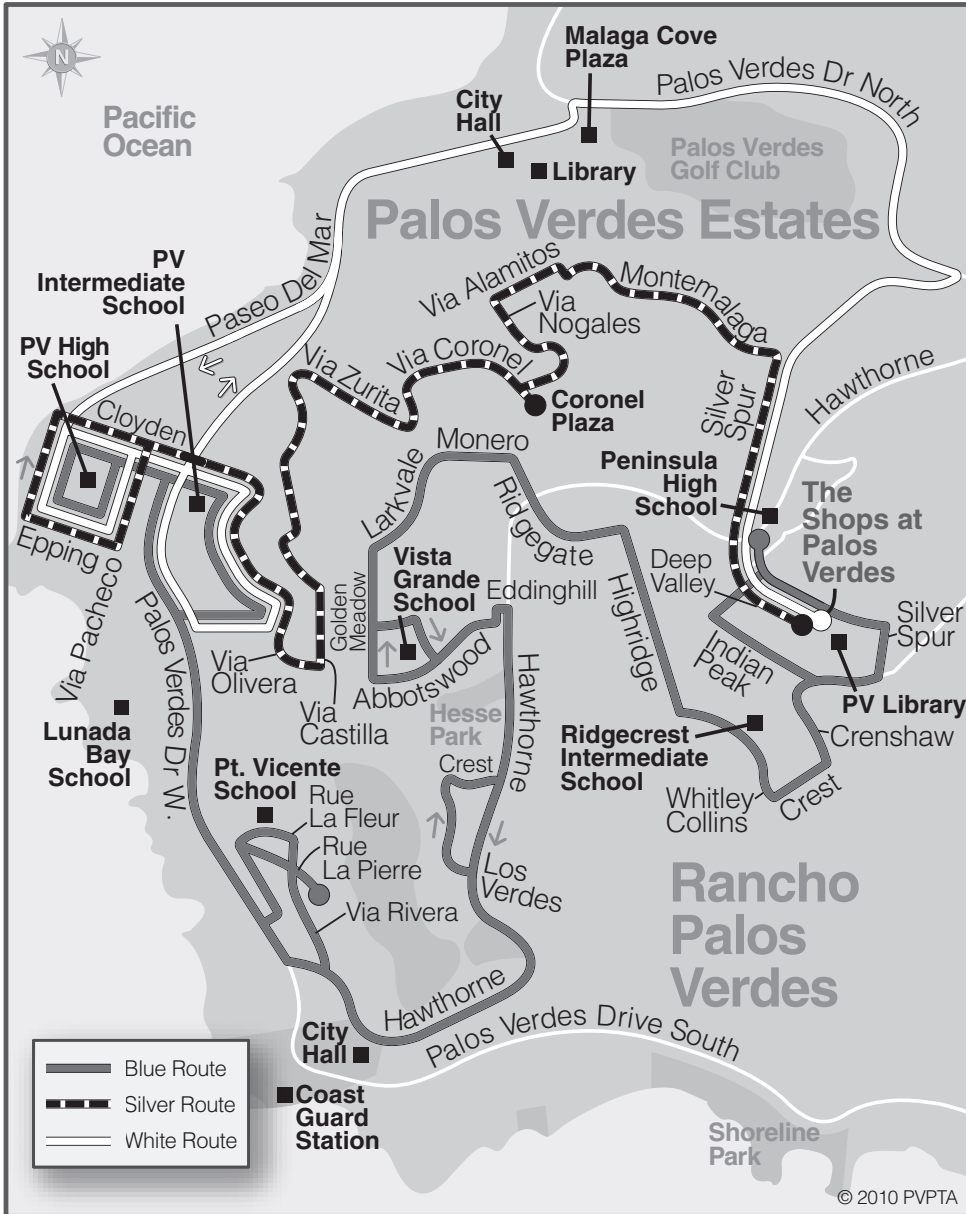 N
Pacific
Ocean
Malaga Cove
Plaza
City
Hall
Library
Palos Verdes Dr North
Palos Verdes
Golf Club
Palos Verdes Estates
PV
Intermediate
School
Paseo Del Mar
PV High
School
Cloyden
Via Zurita
Via Coronel
Via Alamitos
Via
Nogales
Montemalaga
Silver
Spur
Hawthorne
Coronel
Plaza
Monero
Larkvale
Ridgegate
Peninsula
High
School
The
Shops at
Palos
Verdes
Epping
Via Pacheco
Palos Verdes Dr W.
Golden
Meadow
Vista
Grande
School
Eddinghill
Highridge
Deep
Valley
Indian
Peak
Silver
Spur
PV Library
Via
Olivera
Via
Castilla
Abbotswood
Hesse
Park
Hawthorne
Lunada
Bay
School
Pt. Vicente
School
Crest
Ridgecrest
Intermediate
School
Crenshaw
Whitley
Collins
Crest
Rue
La Fleur
Rue
La Pierre
Via Rivera
Los
Verdes
Rancho
Palos
Verdes
Hawthorne
City
Hall
Palos Verdes Drive South
Coast
Guard
Station
Shoreline
Park
Blue Route
Silver Route
White Route
© 2010 PVPTA